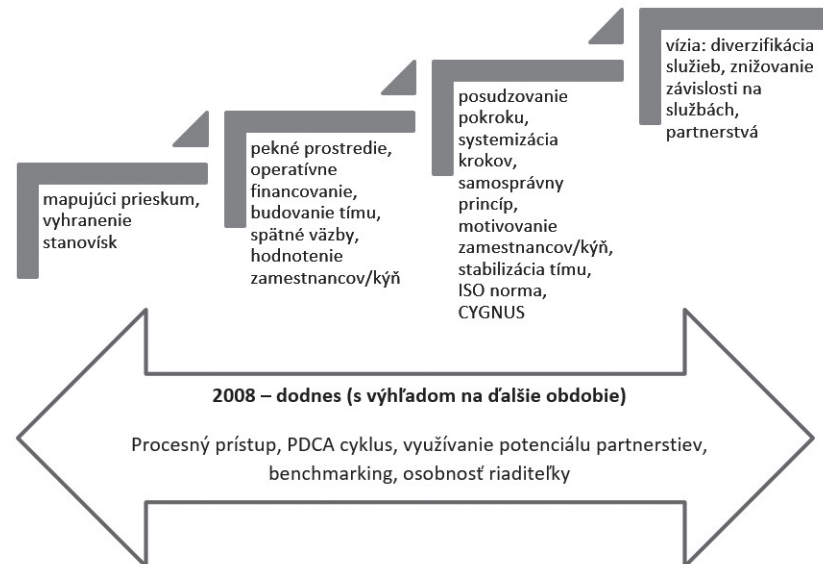 mapujúci prieskum,
vyhranenie
stanovísk
pekné prostredie,
operatívne
financovanie,
budovanie tímu,
spätné väzby,
hodnotenie
zamestnancov/kýň
posudzovanie
pokroku,
systemizácia
krokov,
samosprávny
princíp,
motivovanie
zamestnancov/kýň,
stabilizácia tímu,
ISO norma,
CYGNUS
vízia: diverzifikácia
služieb, znižovanie
závislosti na
službách,
partnerstvá
2008 – dodnes (s výhľadom na ďalšie obdobie)
Procesný prístup, PDCA cyklus, využívanie potenciálu partnerstiev,
benchmarking, osobnosť riaditeľky